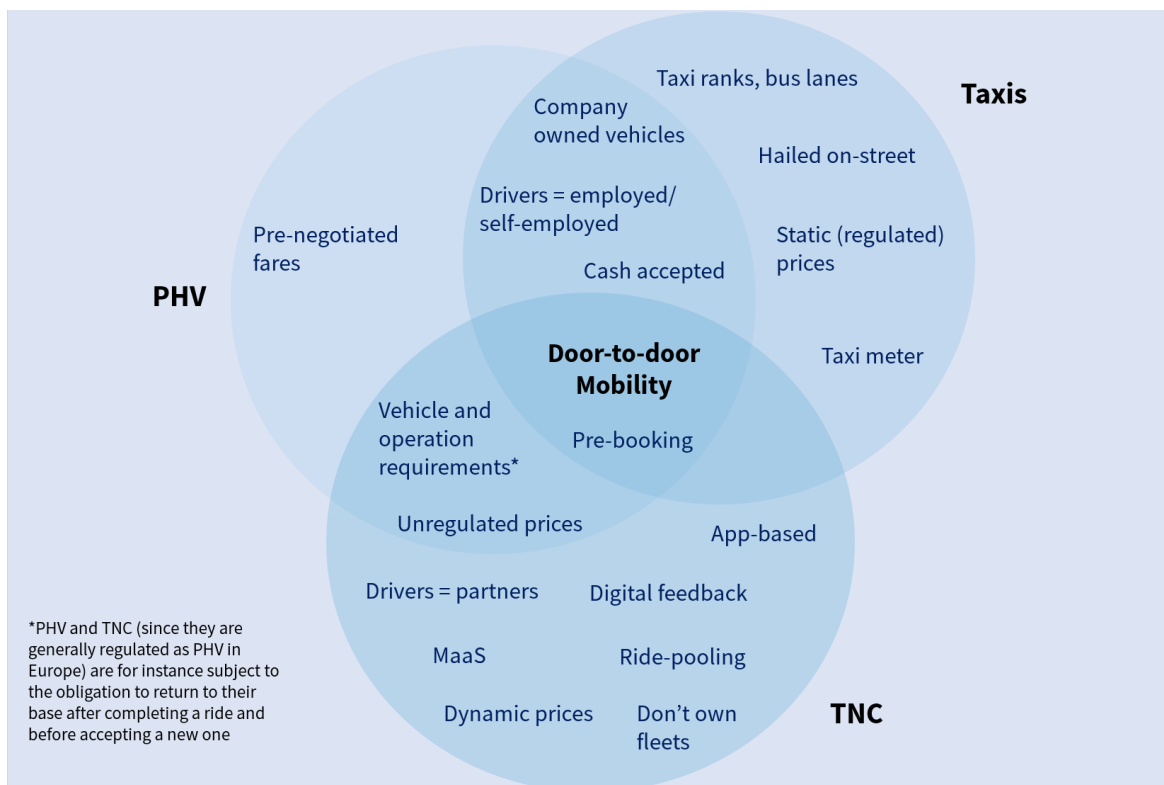 Taxi ranks, bus lanes
Taxis
Company
owned vehicles
Hailed on-street
Drivers = employed/
self-employed
Pre-negotiated
fares
Static (regulated)
prices
Cash accepted
PHV
Door-to-door
Mobility
Taxi meter
Vehicle and
operation
requirements*
Pre-booking
Unregulated prices
App-based
Drivers = partners
Digital feedback
MaaS
Ride-pooling
Dynamic prices
Don’t own
fleets
TNC
*PHV and TNC (since they are
generally regulated as PHV in
Europe) are for instance subject to
the obligation to return to their
base after completing a ride and
before accepting a new one